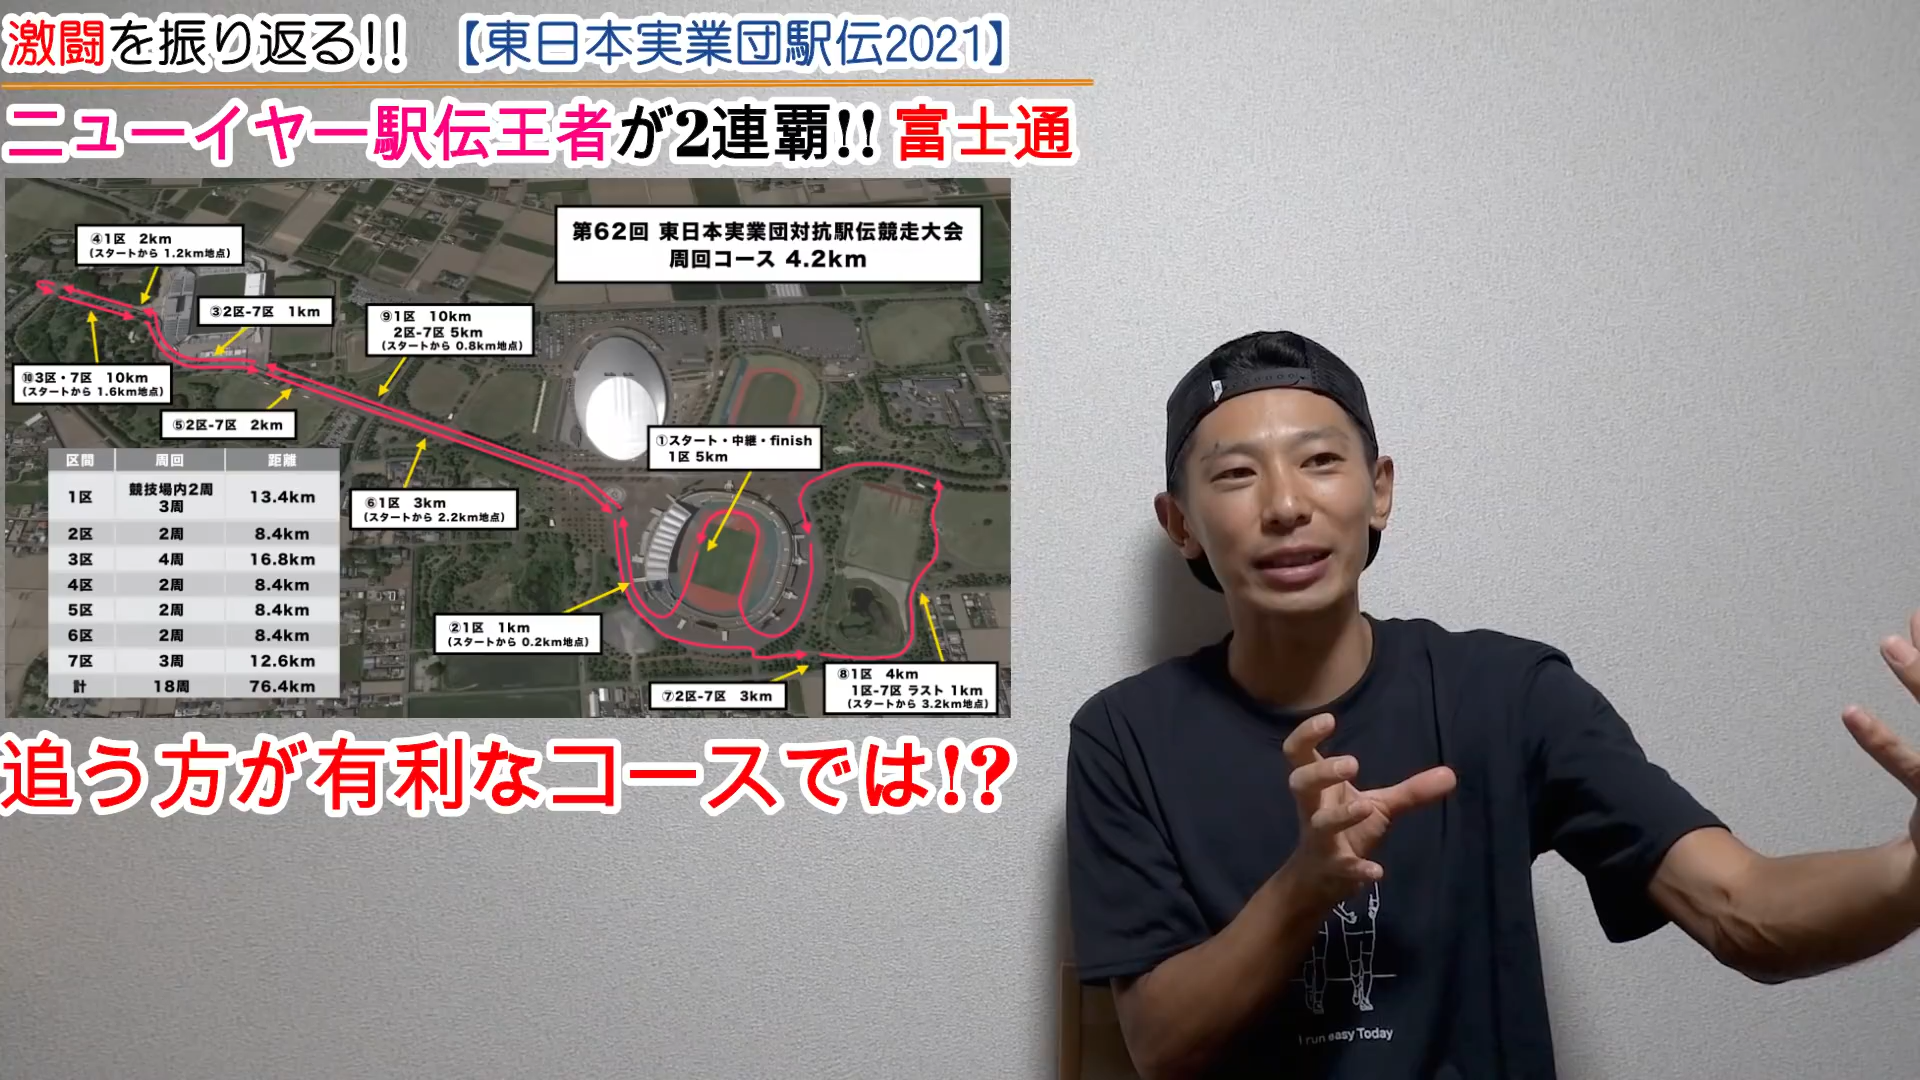 激闘を振り返る!! 【東日本実業団駅伝2021】
ニューイヤー駅伝王者が2連覇!! 富士通
第62回 東日本実業団対抗駅伝競走大会
周回コース 4.2km
④1区 2km
(スタートから 1.2km地点)
③2区-7区 1km
⑨1区 10km
2区-7区 5km
(スタートから 0.8km地点)
⑩3区・7区 10km
(スタートから 1.6km地点)
⑤2区-7区 2km
①スタート・中継・finish
1区 5km
⑥1区 3km
(スタートから 2.2km地点)
②1区 1km
(スタートから 0.2km地点)
⑦2区-7区 3km
⑧1区 4km
1区-7区 ラスト 1km
(スタートから 3.2km地点)
区間 周回 距離
1区 競技場内2周 3周 13.4km
2区 2周 8.4km
3区 4周 16.8km
4区 2周 8.4km
5区 2周 8.4km
6区 2周 8.4km
7区 3周 12.6km
計 18周 76.4km
追う方が有利なコースでは!?
I run easy Today